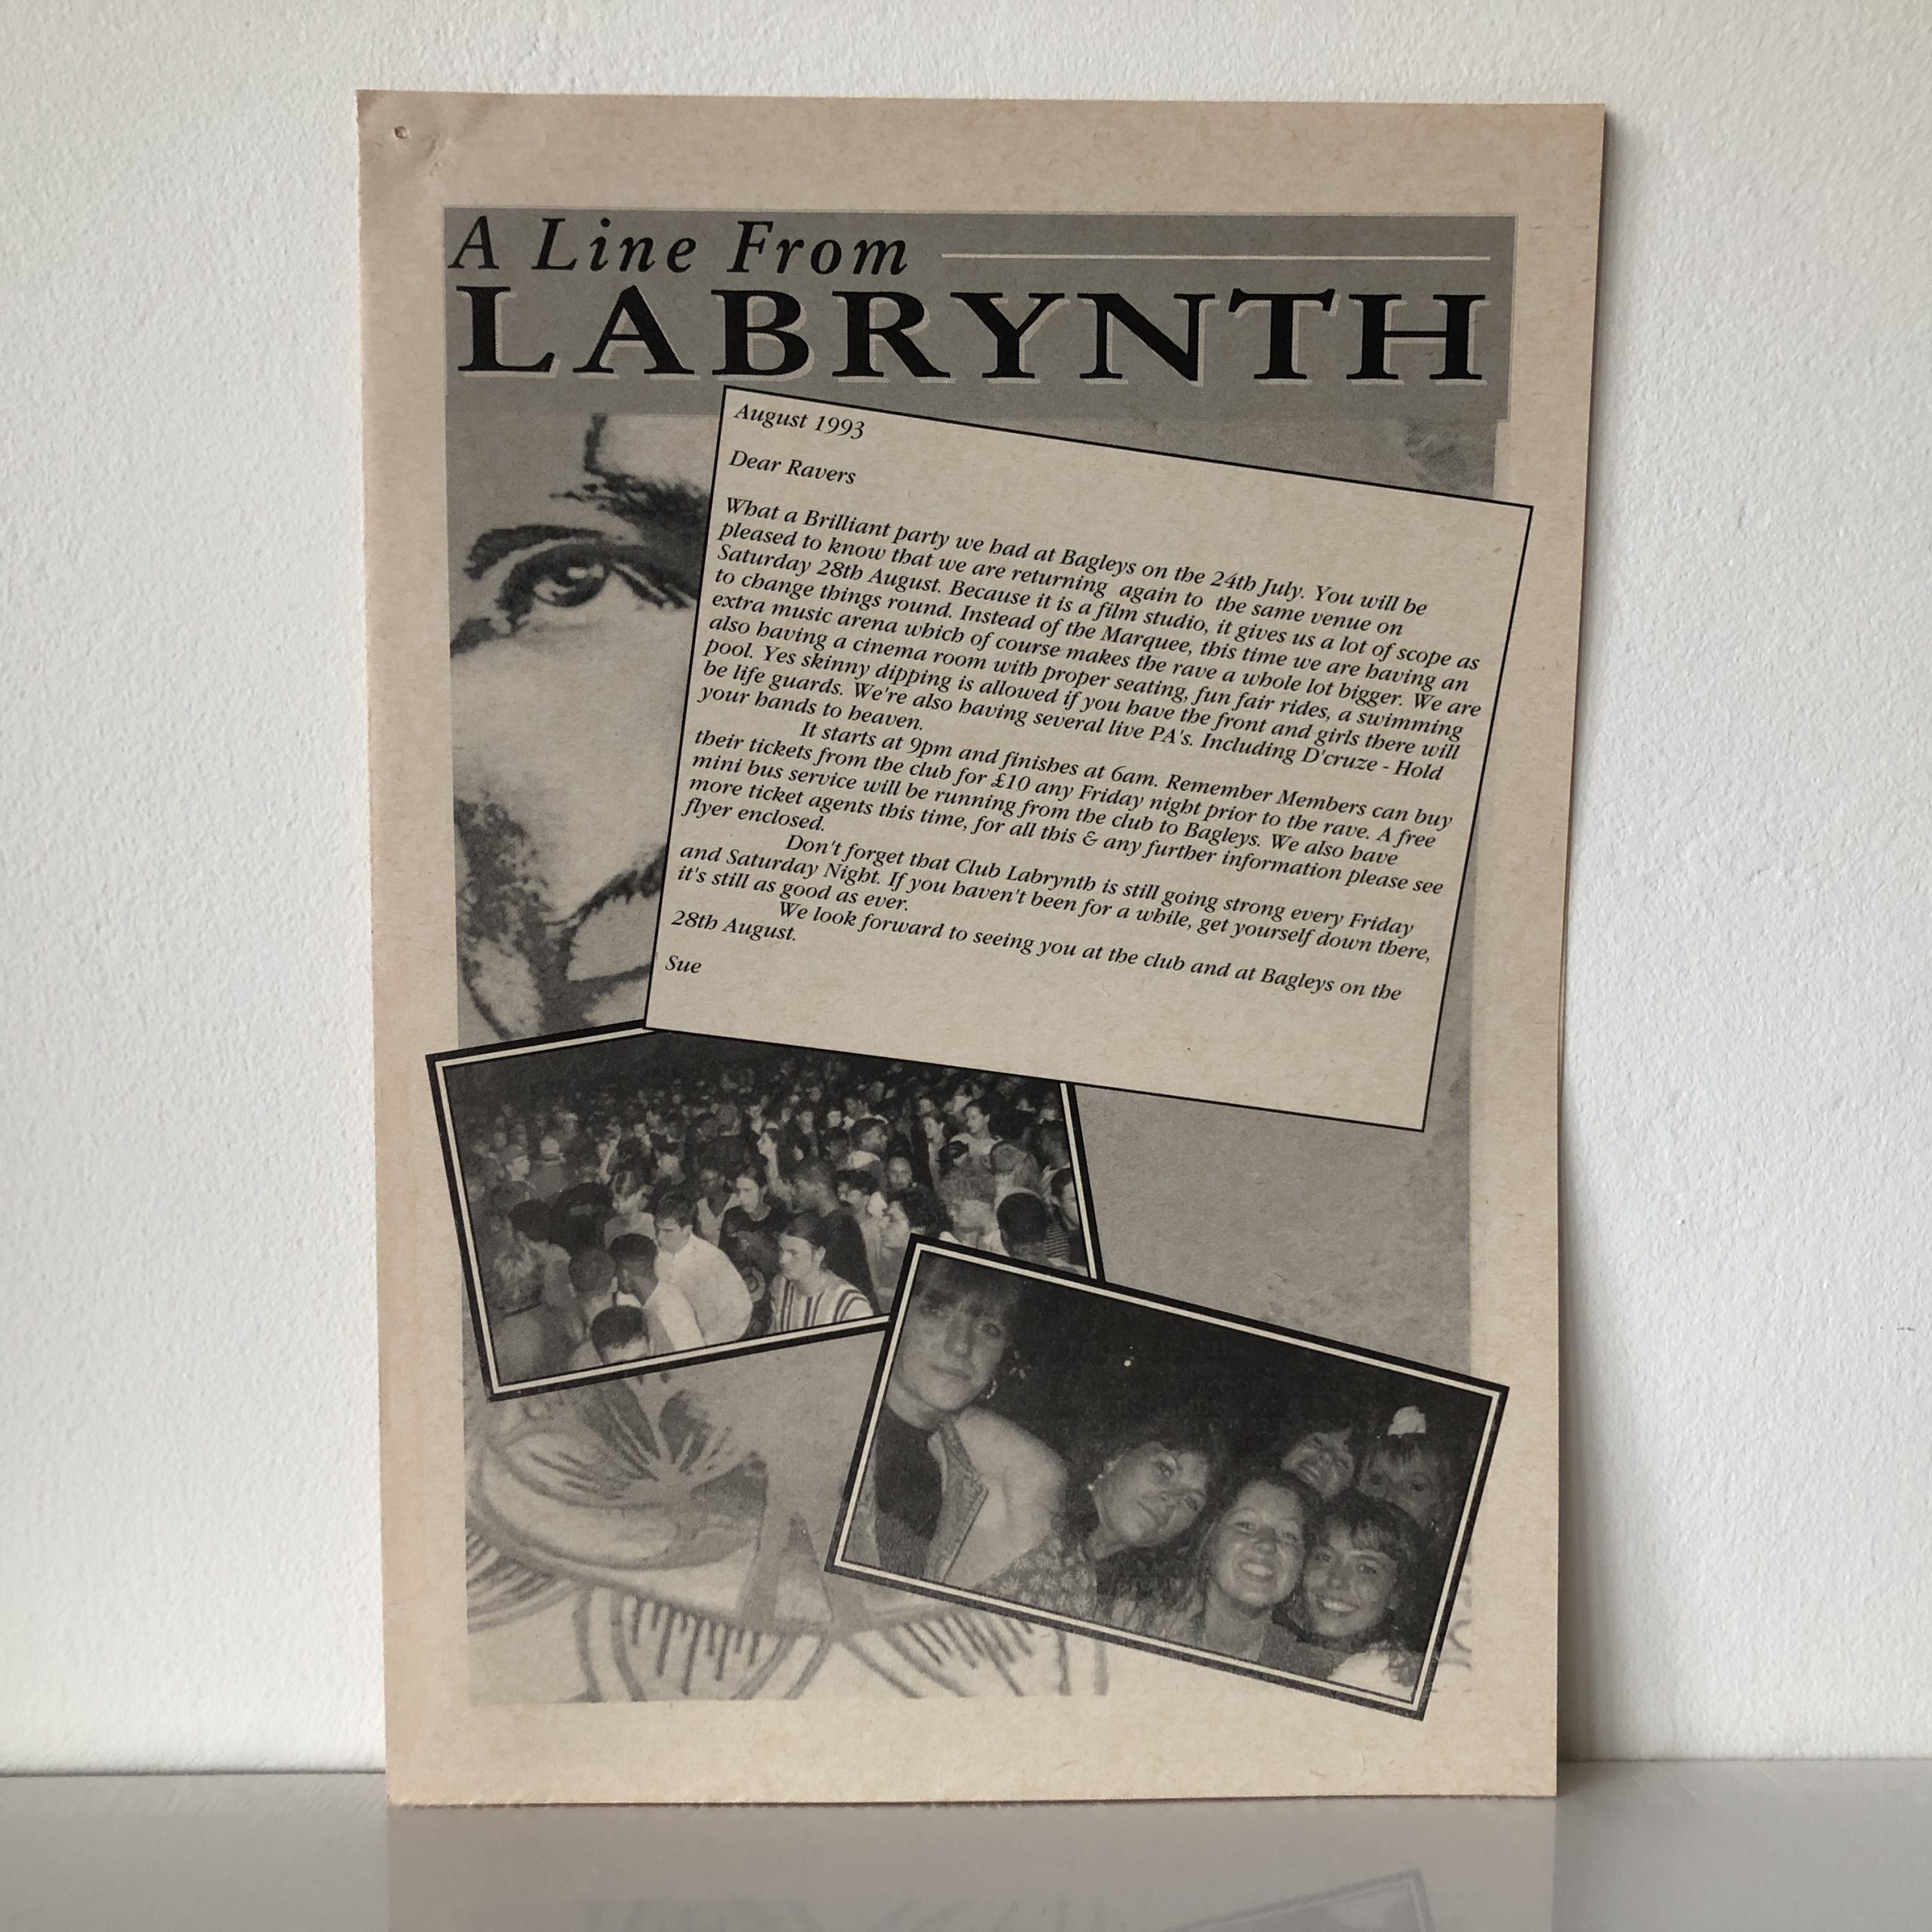 A Line From
LABRYNTH
August 1993
Dear Ravers
What a Brilliant party we had at Bagleys on the 24th July. You will be
pleased to know that we are returning again to the same venue on
Saturday 28th August. Because it is a film studio, it gives us a lot of scope as
to change things round. Instead of the Marquee, this time we are having an
extra music arena which of course makes the rave a whole lot bigger. We are
also having a cinema room with proper seating, fun fair rides, a swimming
pool. Yes skinny dipping is allowed if you have the front and girls there will
be life guards. We're also having several live PA's. Including D'cruze - Hold
your hands to heaven.
It starts at 9pm and finishes at 6am. Remember Members can buy
their tickets from the club for £10 any Friday night prior to the rave. A free
mini bus service will be running from the club to Bagleys. We also have
more ticket agents this time, for all this & any further information please see
flyer enclosed.
Don't forget that Club Labrynth is still going strong every Friday
and Saturday Night. If you haven't been for a while, get yourself down there,
it's still as good as ever.
We look forward to seeing you at the club and at Bagleys on the
28th August.
Sue